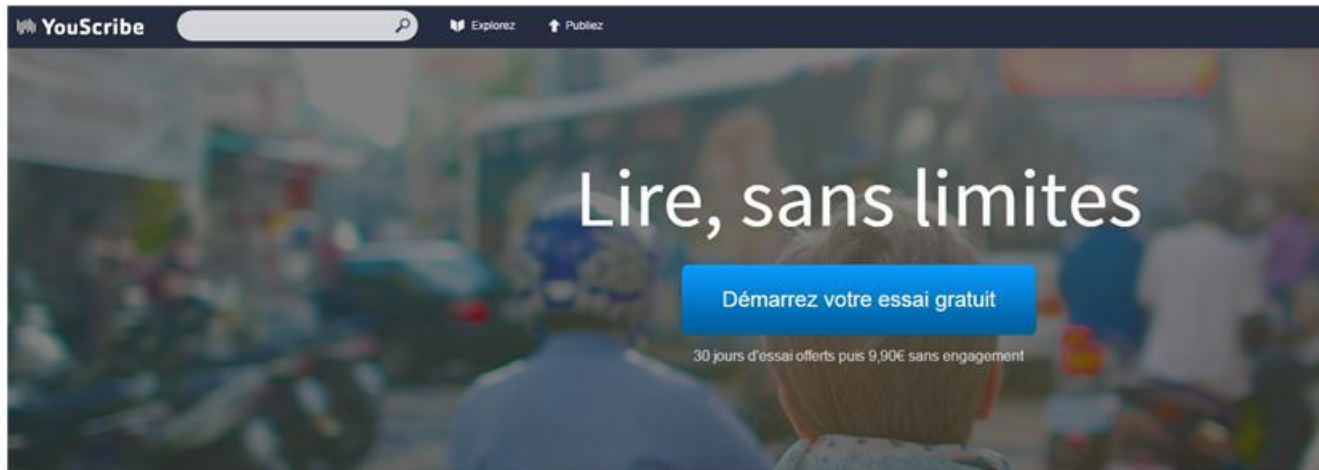 YouScribe
Explorez
Publiez
Lire, sans limites
Démarrez votre essai gratuit
30 jours d'essai offerts puis 9,90€ sans engagement